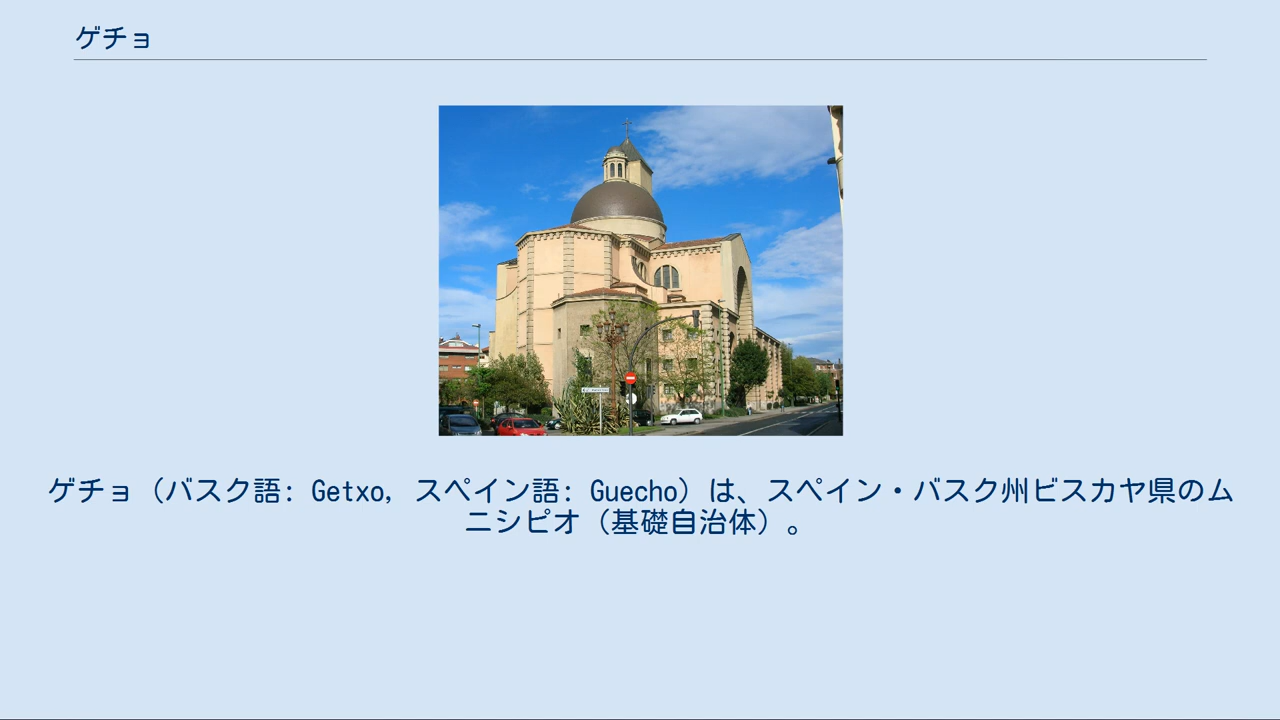 ゲチョ
ゲチョ（バスク語: Getxo, スペイン語: Guecho）は、スペイン・バスク州ビスカヤ県のム
ニシピオ（基礎自治体）。